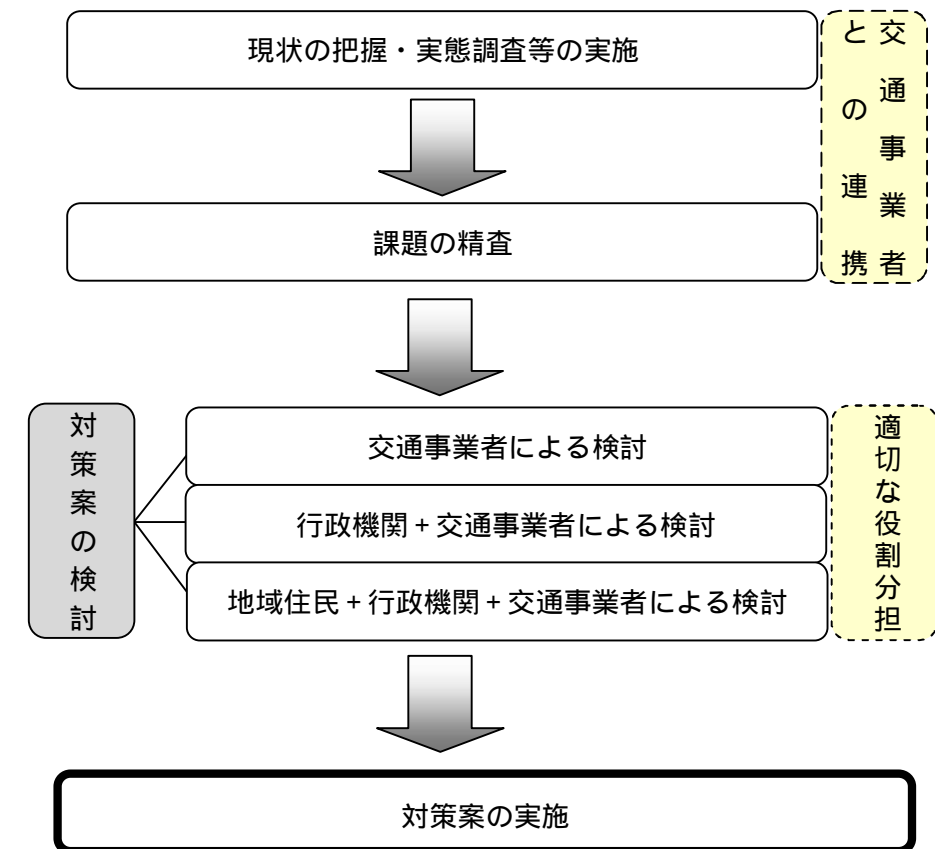 現状の把握・実態調査等の実施
交通事業者
との連携
課題の精査
対策案の検討
交通事業者による検討
行政機関 + 交通事業者による検討
地域住民 + 行政機関 + 交通事業者による検討
適切な役割分担
対策案の実施